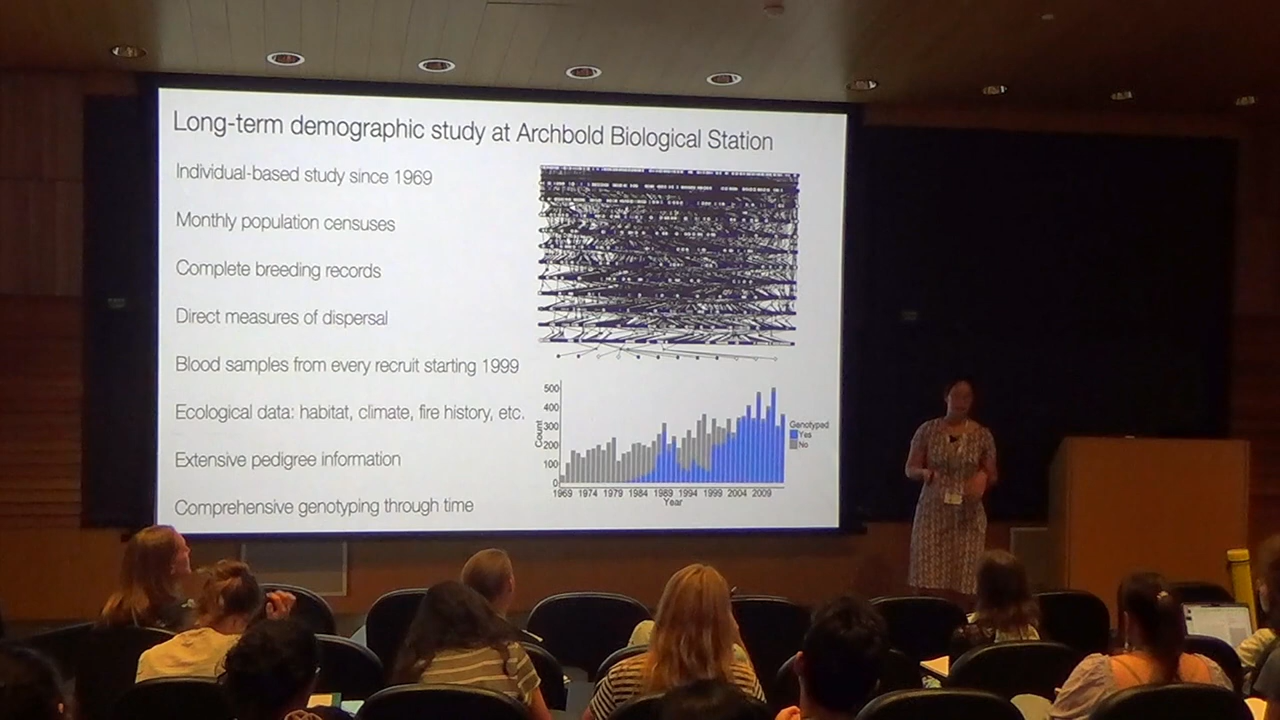 Long-term demographic study at Archbold Biological Station
Individual-based study since 1969
Monthly population censuses
Complete breeding records
Direct measures of dispersal
Blood samples from every recruit starting 1999
Ecological data: habitat, climate, fire history, etc.
Extensive pedigree information
Comprehensive genotyping through time
500
400
300
200
100
0
Count
1969 1974 1979 1984 1989 1994 1999 2004 2009
Year
Genotyped
Yes
No